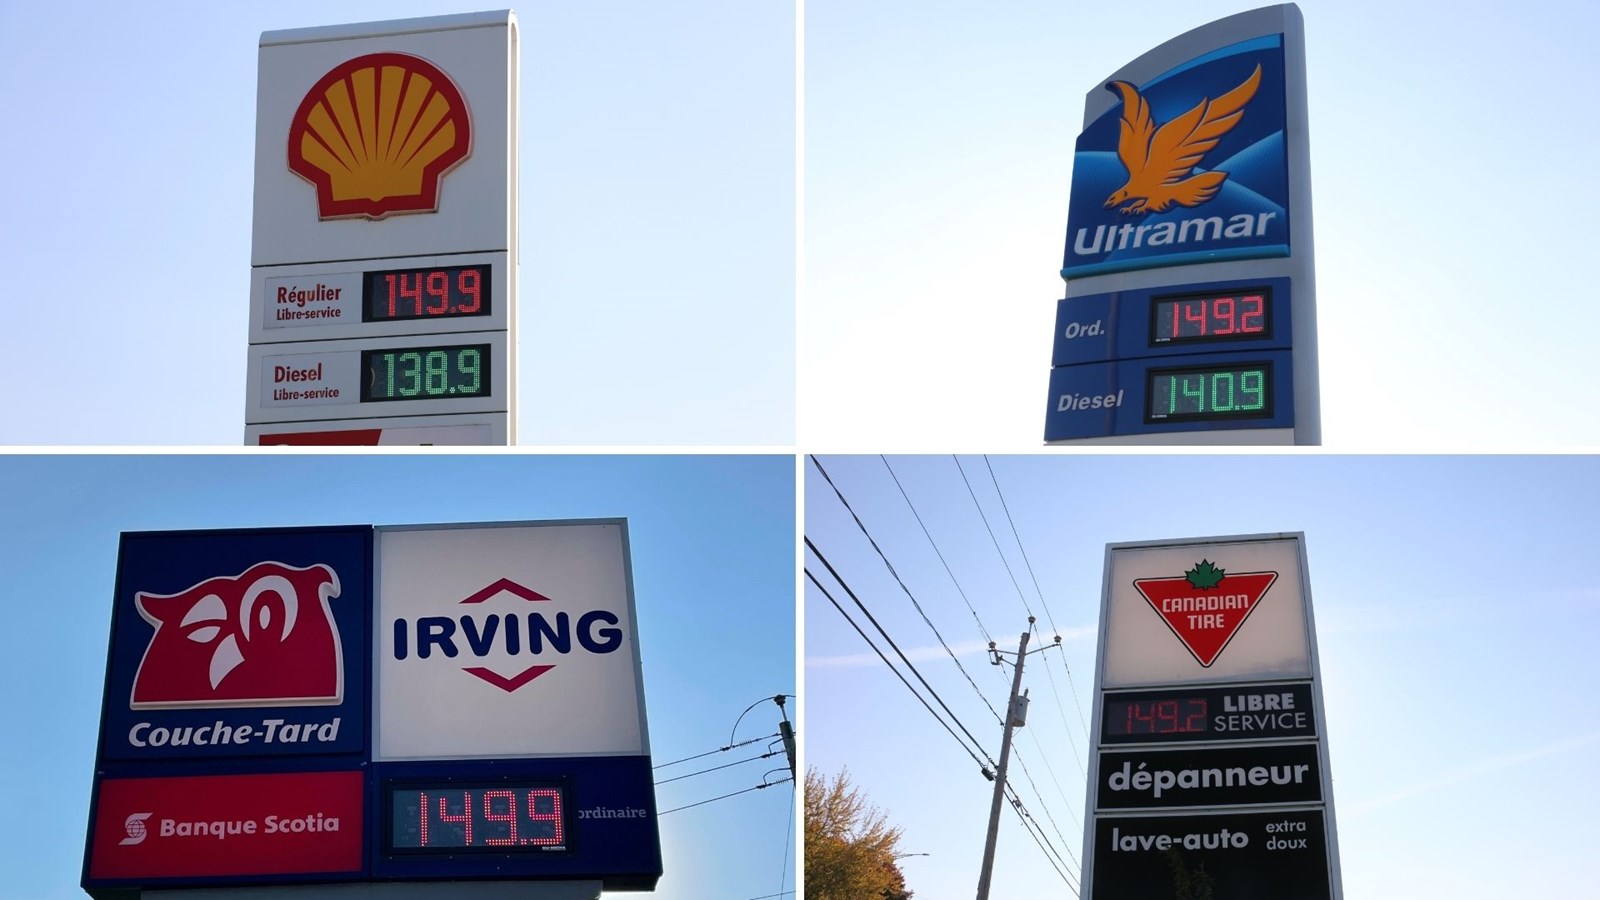 Régulier
Libre-service
149.9
Diesel
Libre-service
138.9
Ultramar
Ord.
149.2
Diesel
140.9
Couche-Tard
Banque Scotia
IRVING
149.9
ordinaire
CANADIAN
TIRE
149.2
LIBRE
SERVICE
dépanneur
lave-auto
extra
doux